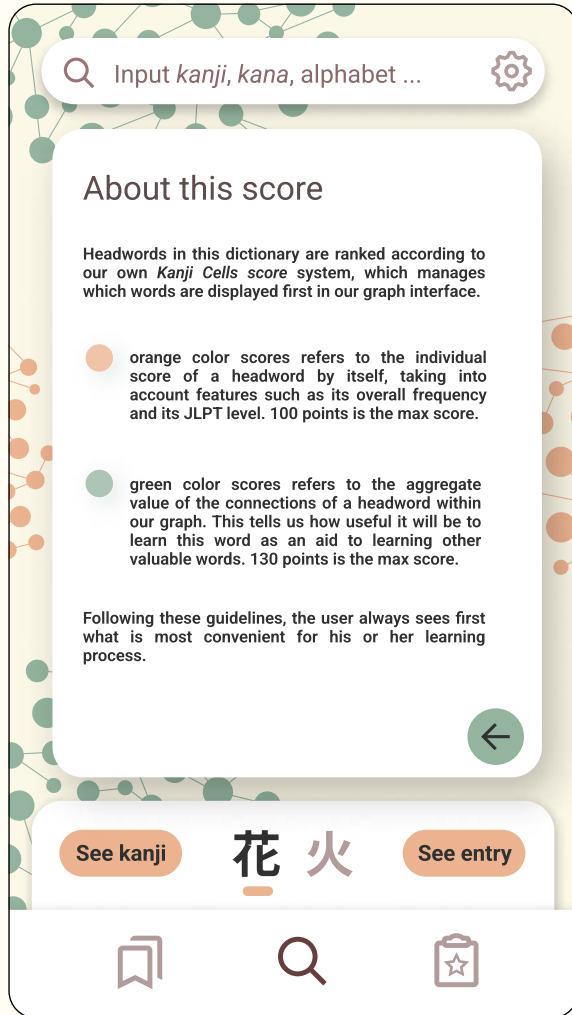 Input kanji, kana, alphabet ...
About this score
Headwords in this dictionary are ranked according to
our own Kanji Cells score system, which manages
which words are displayed first in our graph interface.
orange color scores refers to the individual
score of a headword by itself, taking into
account features such as its overall frequency
and its JLPT level. 100 points is the max score.
green color scores refers to the aggregate
value of the connections of a headword within
our graph. This tells us how useful it will be to
learn this word as an aid to learning other
valuable words. 130 points is the max score.
Following these guidelines, the user always sees first
what is most convenient for his or her learning
process.
See kanji 花 火 See entry